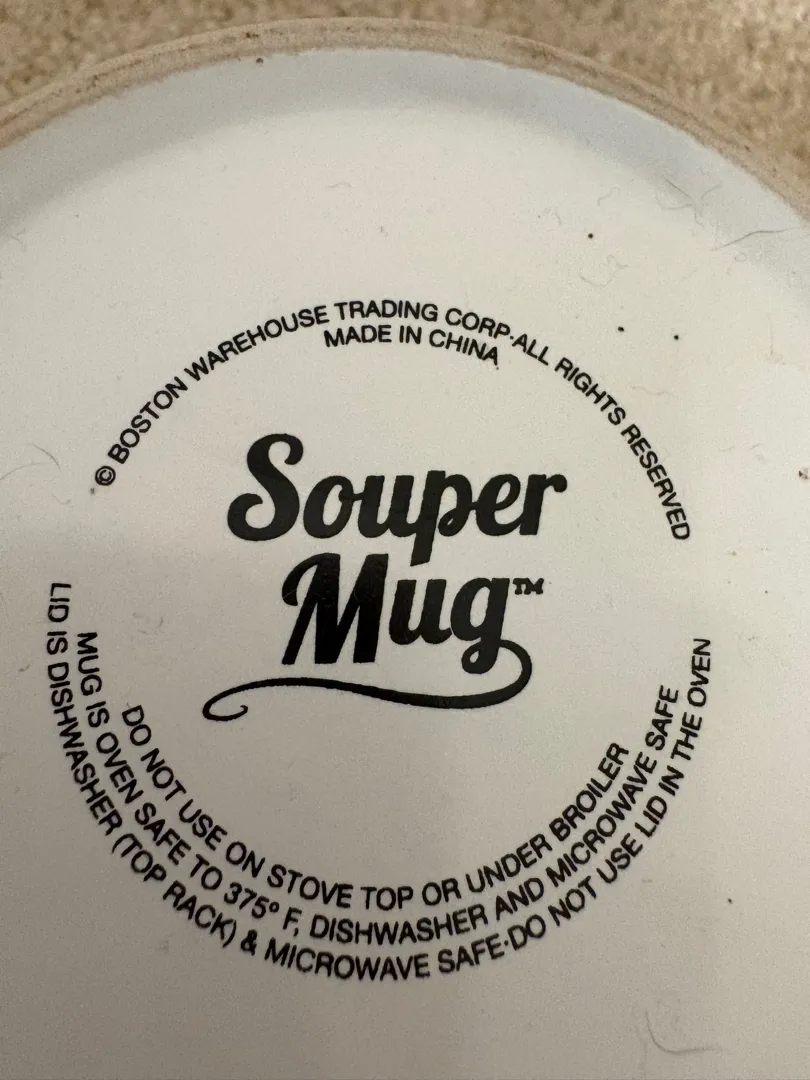 © BOSTON WAREHOUSE TRADING CORP·ALL RIGHTS RESERVED
MADE IN CHINA
Souper
Mug™
DO NOT USE ON STOVE TOP OR UNDER BROILER
MUG IS OVEN SAFE TO 375° F, DISHWASHER AND MICROWAVE SAFE
LID IS DISHWASHER (TOP RACK) & MICROWAVE SAFE·DO NOT USE LID IN THE OVEN